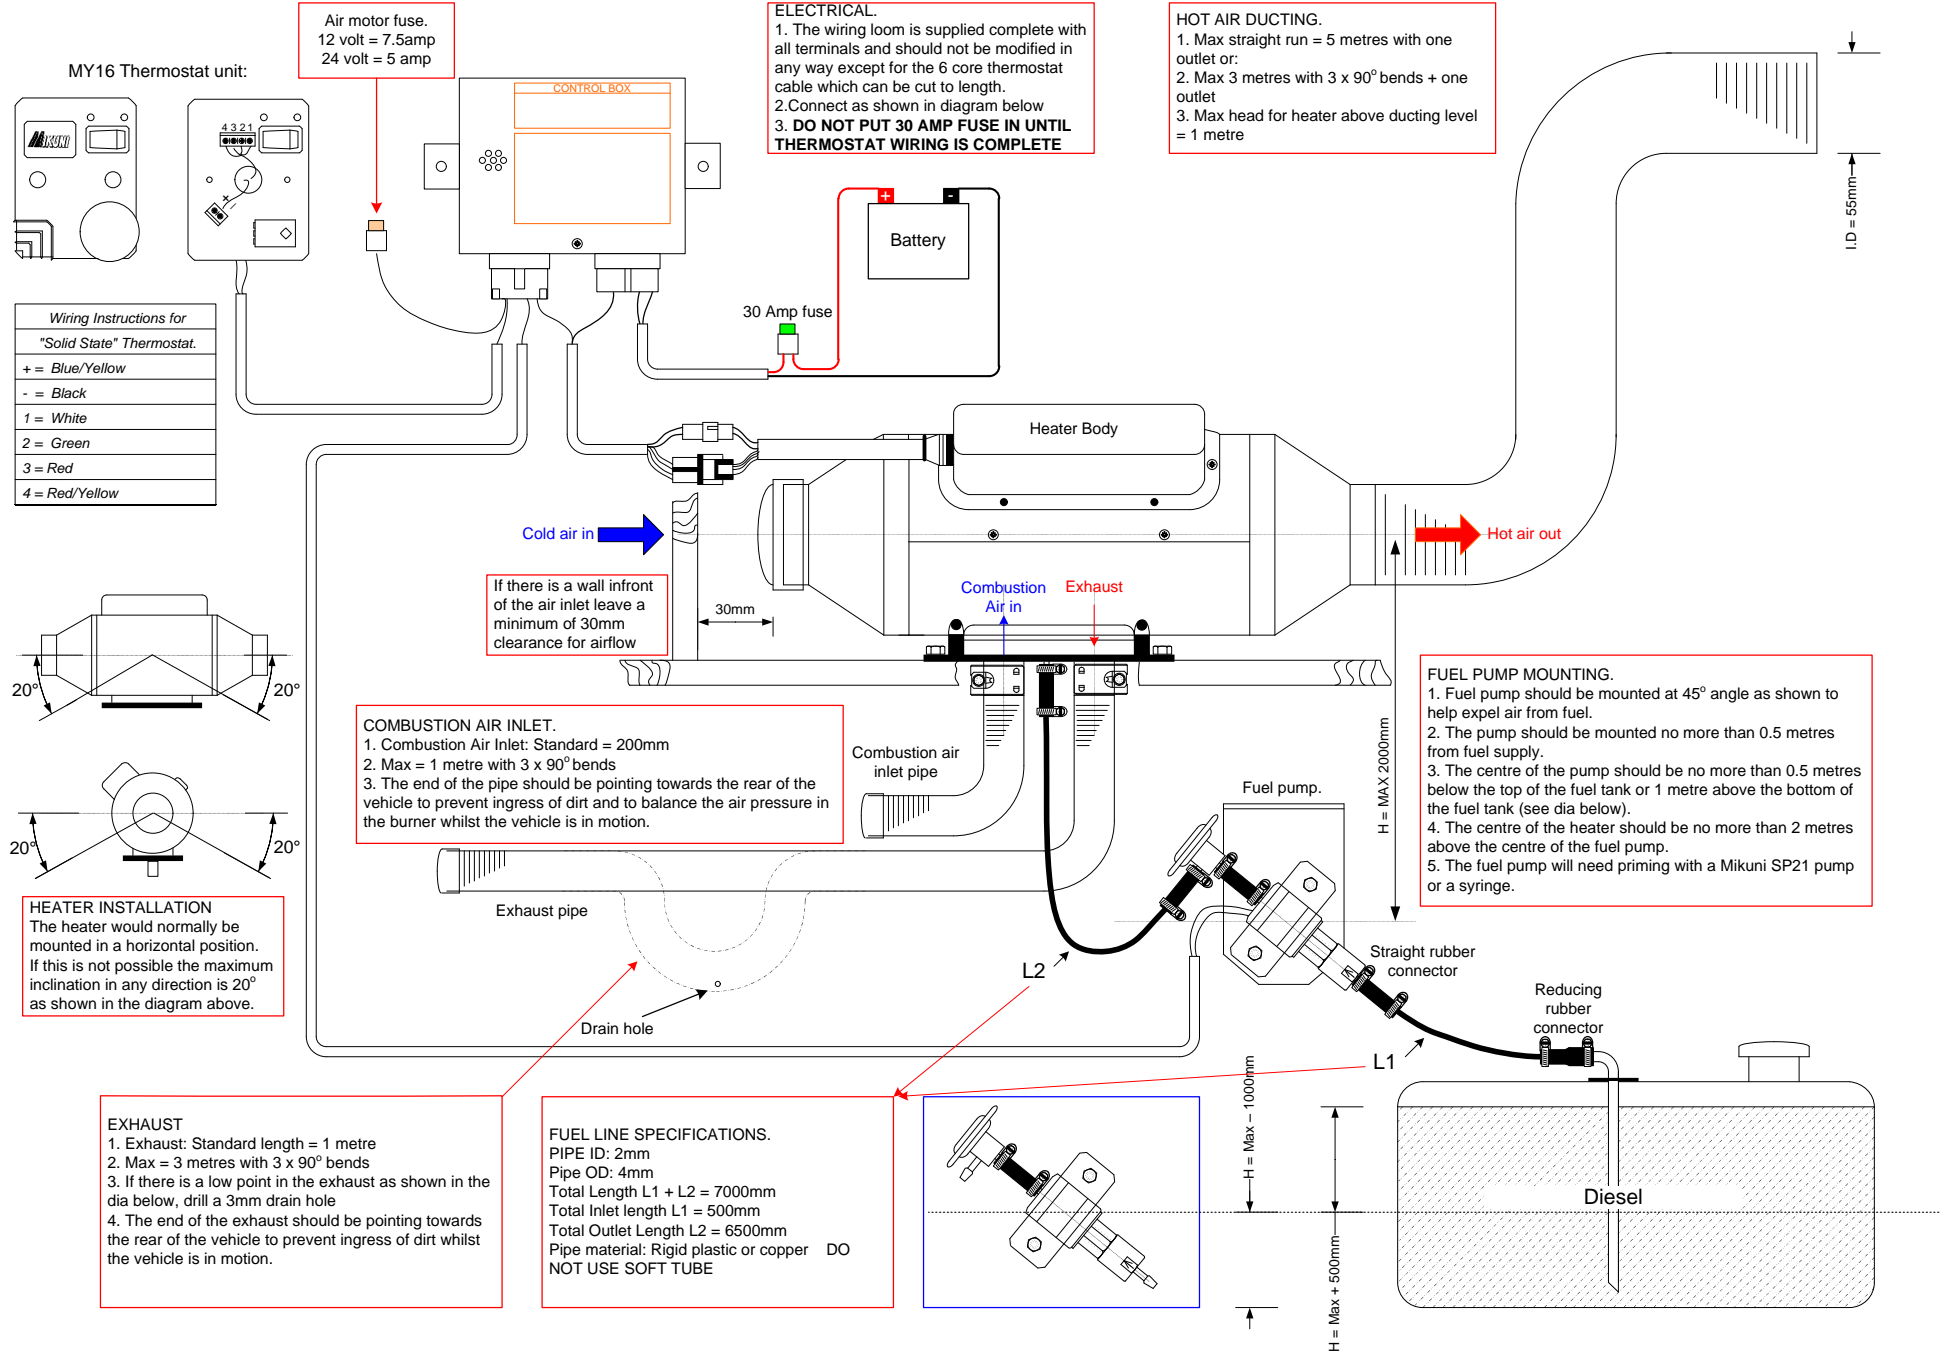 Air motor fuse.
12 volt = 7.5amp
24 volt = 5 amp
MY16 Thermostat unit:
MIKUNI
4 3 2 1
+
-
CONTROL BOX
ELECTRICAL.
1. The wiring loom is supplied complete with
all terminals and should not be modified in
any way except for the 6 core thermostat
cable which can be cut to length.
2.Connect as shown in diagram below
3. DO NOT PUT 30 AMP FUSE IN UNTIL
THERMOSTAT WIRING IS COMPLETE
HOT AIR DUCTING.
1. Max straight run = 5 metres with one
outlet or:
2. Max 3 metres with 3 x 90° bends + one
outlet
3. Max head for heater above ducting level
= 1 metre
I.D = 55mm
+
-
Battery
30 Amp fuse
Wiring Instructions for
"Solid State" Thermostat.
+ = Blue/Yellow
- = Black
1 = White
2 = Green
3 = Red
4 = Red/Yellow
Heater Body
Cold air in
Hot air out
If there is a wall infront
of the air inlet leave a
minimum of 30mm
clearance for airflow
30mm
Combustion
Air in
Exhaust
20°
20°
20°
20°
HEATER INSTALLATION
The heater would normally be
mounted in a horizontal position.
If this is not possible the maximum
inclination in any direction is 20°
as shown in the diagram above.
COMBUSTION AIR INLET.
1. Combustion Air Inlet: Standard = 200mm
2. Max = 1 metre with 3 x 90° bends
3. The end of the pipe should be pointing towards the rear of the
vehicle to prevent ingress of dirt and to balance the air pressure in
the burner whilst the vehicle is in motion.
Combustion air
inlet pipe
Exhaust pipe
Drain hole
H = MAX 2000mm
Fuel pump.
FUEL PUMP MOUNTING.
1. Fuel pump should be mounted at 45° angle as shown to
help expel air from fuel.
2. The pump should be mounted no more than 0.5 metres
from fuel supply.
3. The centre of the pump should be no more than 0.5 metres
below the top of the fuel tank or 1 metre above the bottom of
the fuel tank (see dia below).
4. The centre of the heater should be no more than 2 metres
above the centre of the fuel pump.
5. The fuel pump will need priming with a Mikuni SP21 pump
or a syringe.
Straight rubber
connector
L2
Reducing
rubber
connector
L1
EXHAUST
1. Exhaust: Standard length = 1 metre
2. Max = 3 metres with 3 x 90° bends
3. If there is a low point in the exhaust as shown in the
dia below, drill a 3mm drain hole
4. The end of the exhaust should be pointing towards
the rear of the vehicle to prevent ingress of dirt whilst
the vehicle is in motion.
FUEL LINE SPECIFICATIONS.
PIPE ID: 2mm
Pipe OD: 4mm
Total Length L1 + L2 = 7000mm
Total Inlet length L1 = 500mm
Total Outlet Length L2 = 6500mm
Pipe material: Rigid plastic or copper DO
NOT USE SOFT TUBE
H = Max – 1000mm
H = Max + 500mm
Diesel